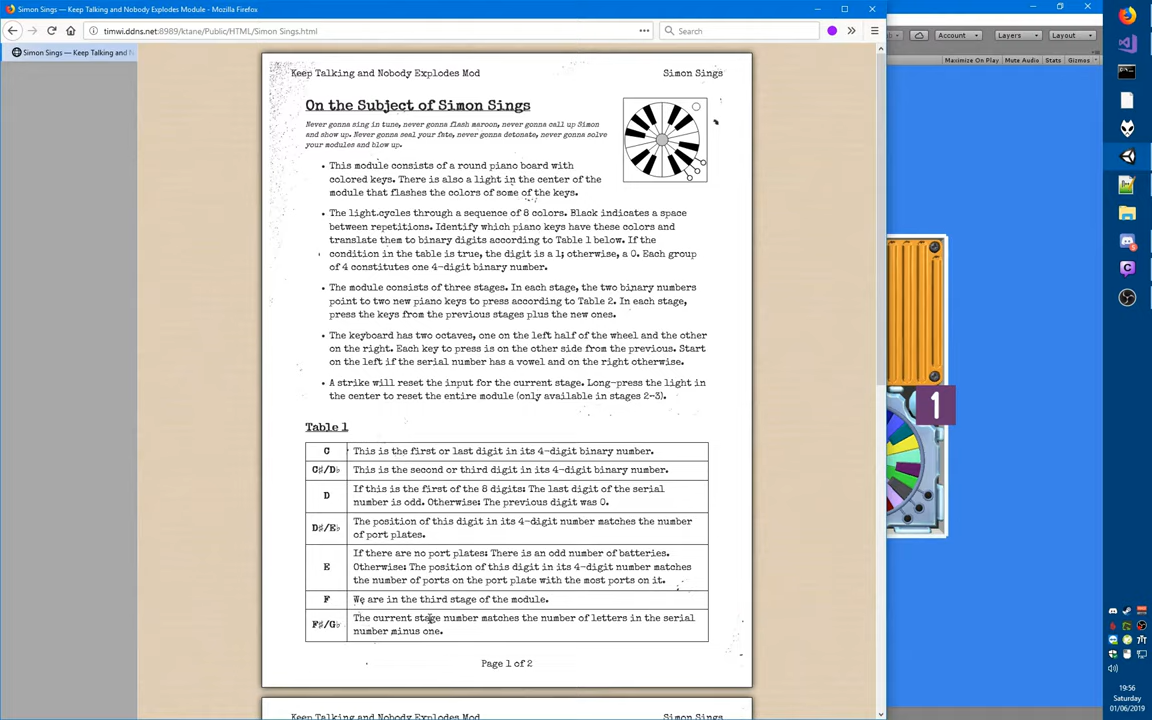 Simon Sings — Keep Talking and Nobody Explodes Module - Mozilla Firefox
timwi.ddns.net:8989/ktane/Public/HTML/Simon Sings.html
Search
Simon Sings — Keep Talking and N
Account
Layers
Layout
Maximize On Play
Mute Audio
Stats
Gizmos
Keep Talking and Nobody Explodes Mod
Simon Sings
On the Subject of Simon Sings
Never gonna sing in tune, never gonna flash maroon, never gonna call up Simon
and show up. Never gonna seal your fate, never gonna detonate, never gonna solve
your modules and blow up.
• This module consists of a round piano board with
colored keys. There is also a light in the center of the
module that flashes the colors of some of the keys.
• The light cycles through a sequence of 8 colors. Black indicates a space
between repetitions. Identify which piano keys have these colors and
translate them to binary digits according to Table 1 below. If the
condition in the table is true, the digit is a 1; otherwise, a 0. Each group
of 4 constitutes one 4-digit binary number.
• The module consists of three stages. In each stage, the two binary numbers
point to two new piano keys to press according to Table 2. In each stage,
press the keys from the previous stages plus the new ones.
• The keyboard has two octaves, one on the left half of the wheel and the other
on the right. Each key to press is on the other side from the previous. Start
on the left if the serial number has a vowel and on the right otherwise.
• A strike will reset the input for the current stage. Long-press the light in
the center to reset the entire module (only available in stages 2-3).
Table 1
C This is the first or last digit in its 4-digit binary number.
C♯/D♭ This is the second or third digit in its 4-digit binary number.
D If this is the first of the 8 digits: The last digit of the serial
number is odd. Otherwise: The previous digit was 0.
D♯/E♭ The position of this digit in its 4-digit number matches the number
of port plates.
E If there are no port plates: There is an odd number of batteries.
Otherwise: The position of this digit in its 4-digit number matches
the number of ports on the port plate with the most ports on it.
F We are in the third stage of the module.
F♯/G♭ The current stage number matches the number of letters in the serial
number minus one.
Page 1 of 2
Keep Talking and Nobody Explodes Mod
Simon Sings
1
19:56
Saturday
01/06/2019